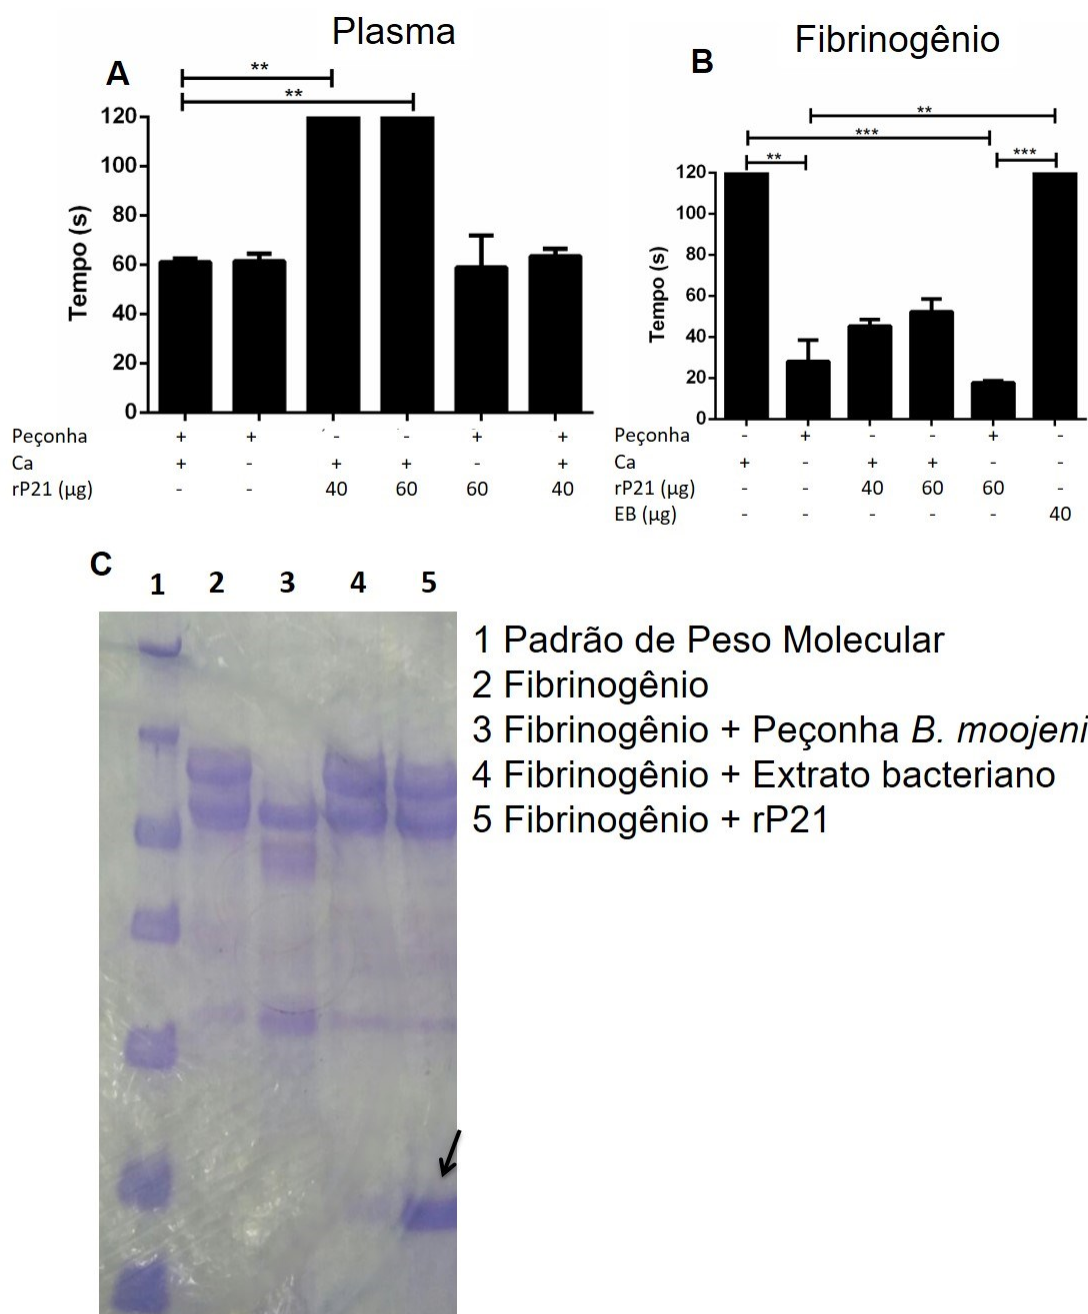 Plasma
A
**
**
120
100
80
60
40
20
0
Tempo (s)
Peçonha + + - - + +
Ca + - + + - +
rP21 (µg) - - 40 60 60 40
Fibrinogênio
B
**
***
** ***
120
100
80
60
40
20
0
Tempo (s)
Peçonha - + - - + -
Ca + - + + - -
rP21 (µg) - - 40 60 60 -
EB (µg) - - - - - 40
C
1 2 3 4 5
1 Padrão de Peso Molecular
2 Fibrinogênio
3 Fibrinogênio + Peçonha B. moojeni
4 Fibrinogênio + Extrato bacteriano
5 Fibrinogênio + rP21